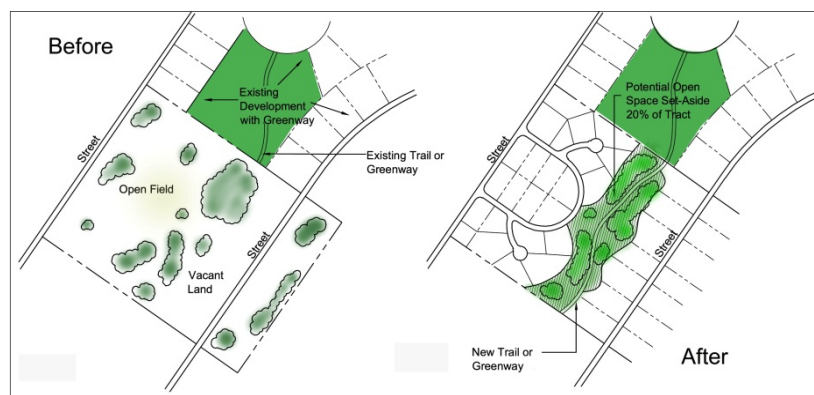 Before
Existing
Development
with Greenway
Existing Trail or
Greenway
Street
Open Field
Street
Vacant
Land
Potential Open
Space Set-Aside
20% of Tract
Street
Street
New Trail or
Greenway
After